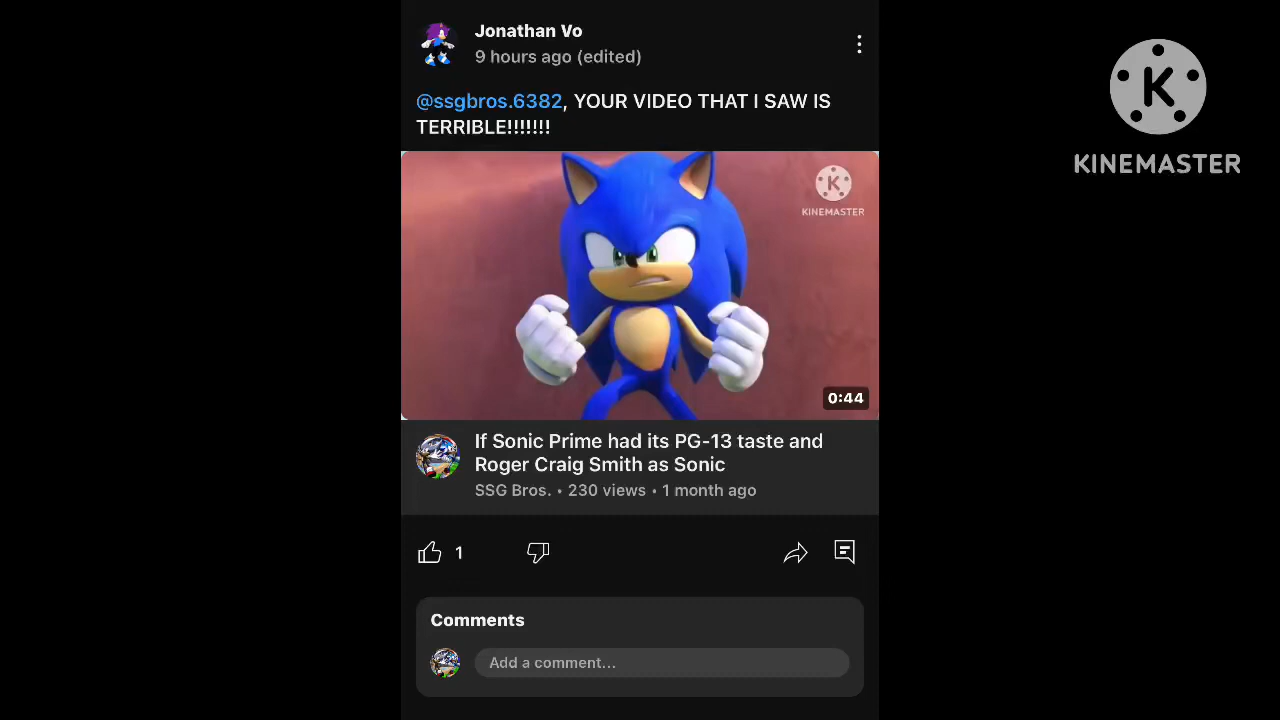 Jonathan Vo
9 hours ago (edited)
@ssgbros.6382, YOUR VIDEO THAT I SAW IS
TERRIBLE!!!!!!!
K
KINEMASTER
0:44
If Sonic Prime had its PG-13 taste and
Roger Craig Smith as Sonic
SSG Bros. • 230 views • 1 month ago
1
Comments
Add a comment...
K
KINEMASTER